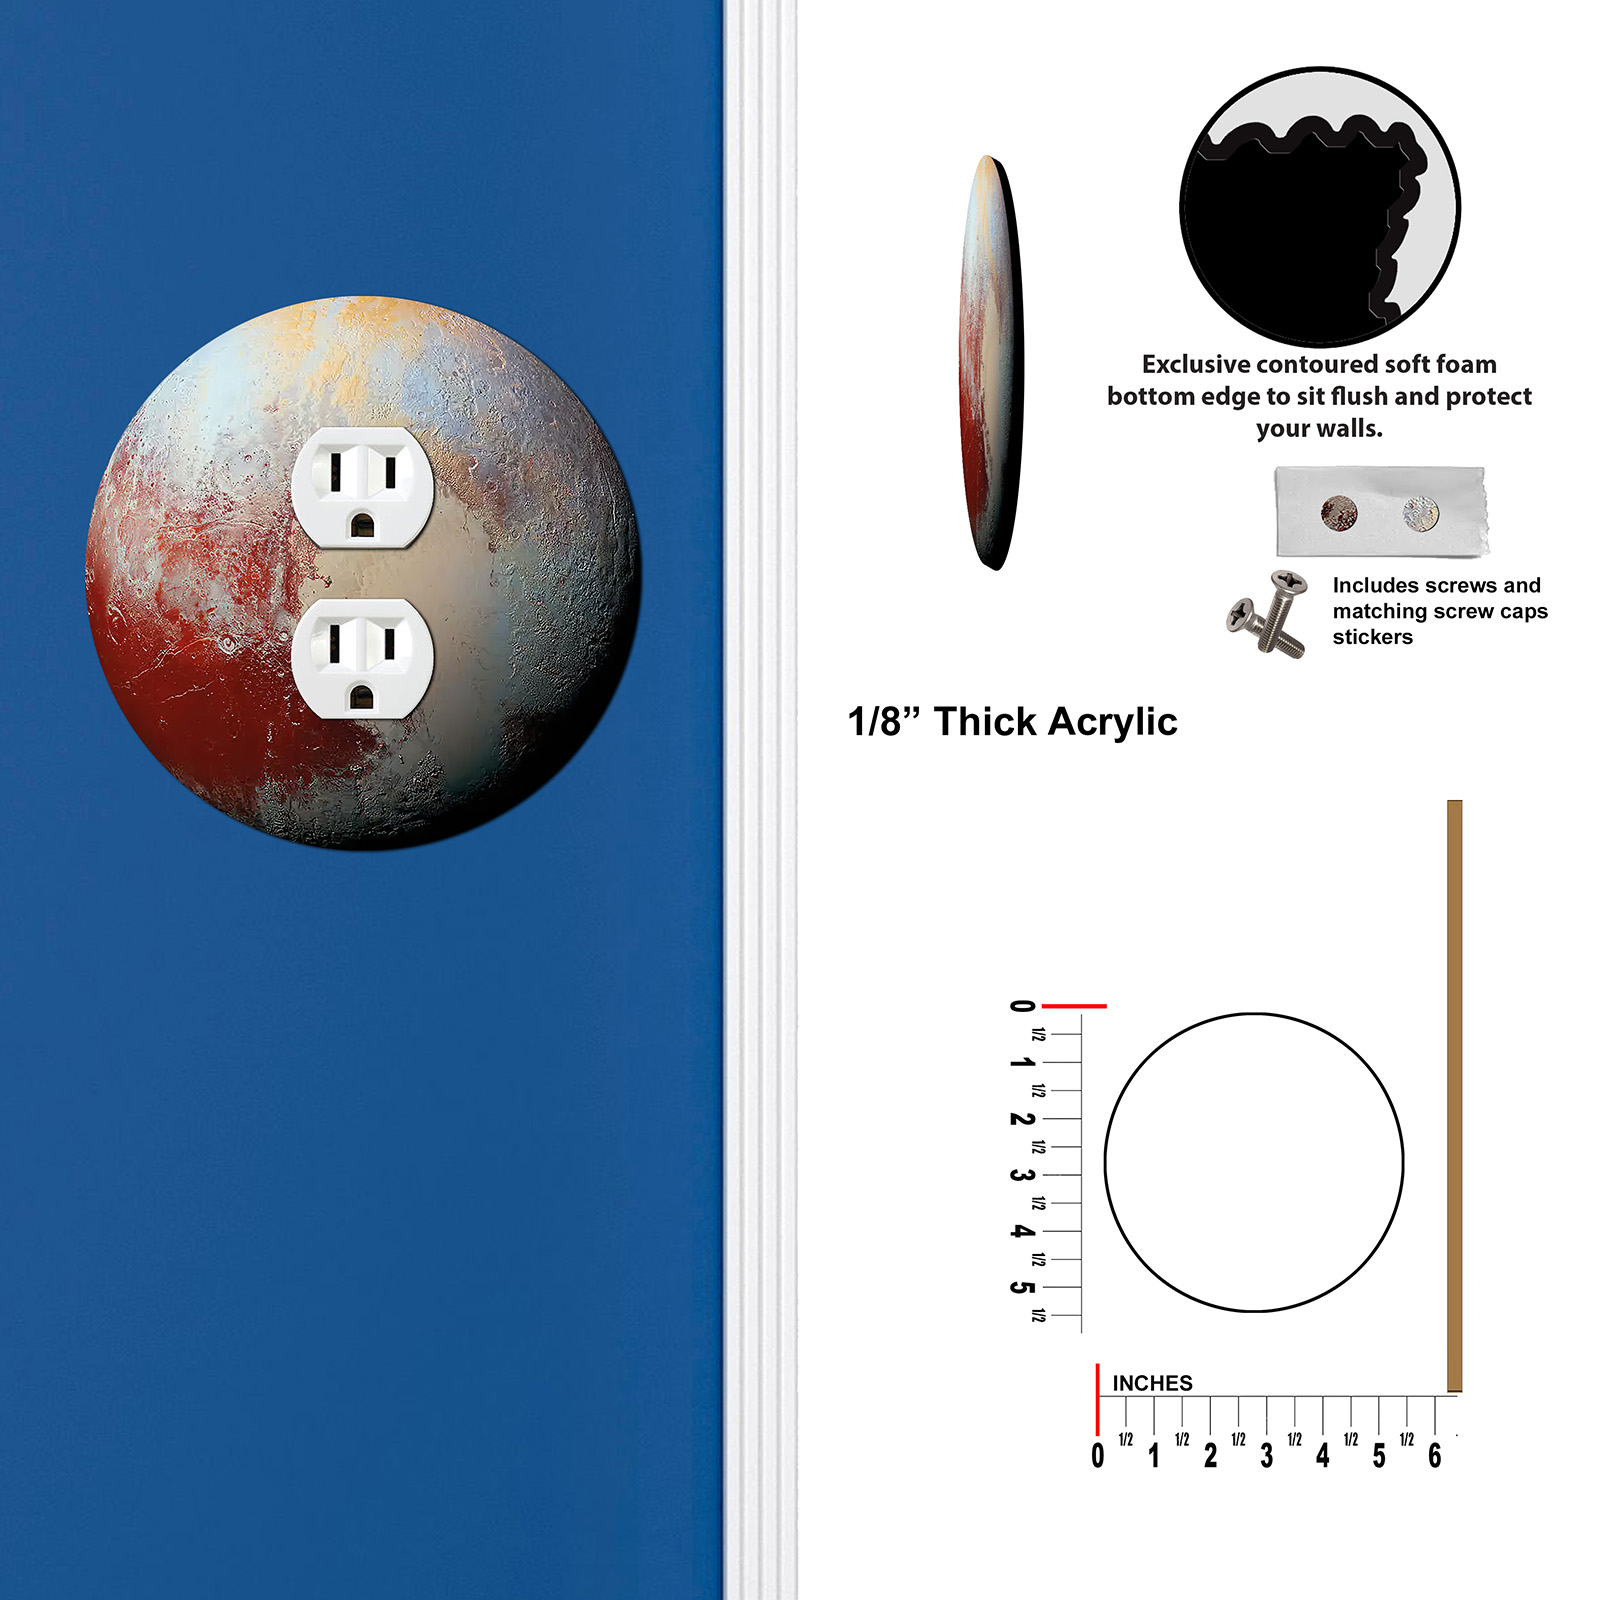 Exclusive contoured soft foam
bottom edge to sit flush and protect
your walls.
Includes screws and
matching screw caps
stickers
1/8” Thick Acrylic
0
1/2
1
1/2
2
1/2
3
1/2
4
1/2
5
1/2
INCHES
0 1/2 1 1/2 2 1/2 3 1/2 4 1/2 5 1/2 6